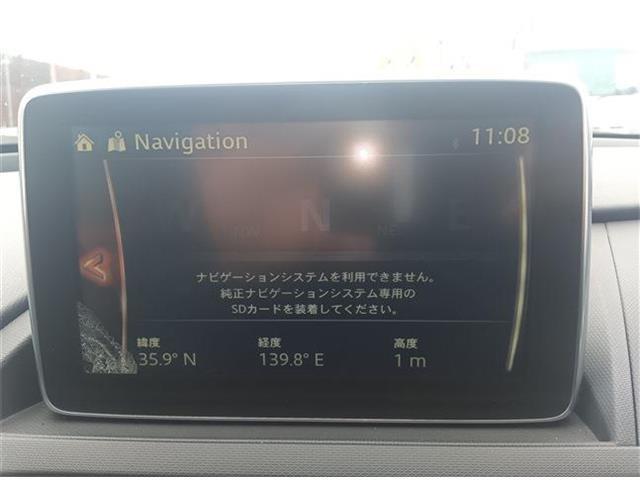 Navigation 11:08
W NW N NE E
ナビゲーションシステムを利用できません。
純正ナビゲーションシステム専用の
SDカードを装着してください。
緯度 経度 高度
35.9° N 139.8° E 1 m